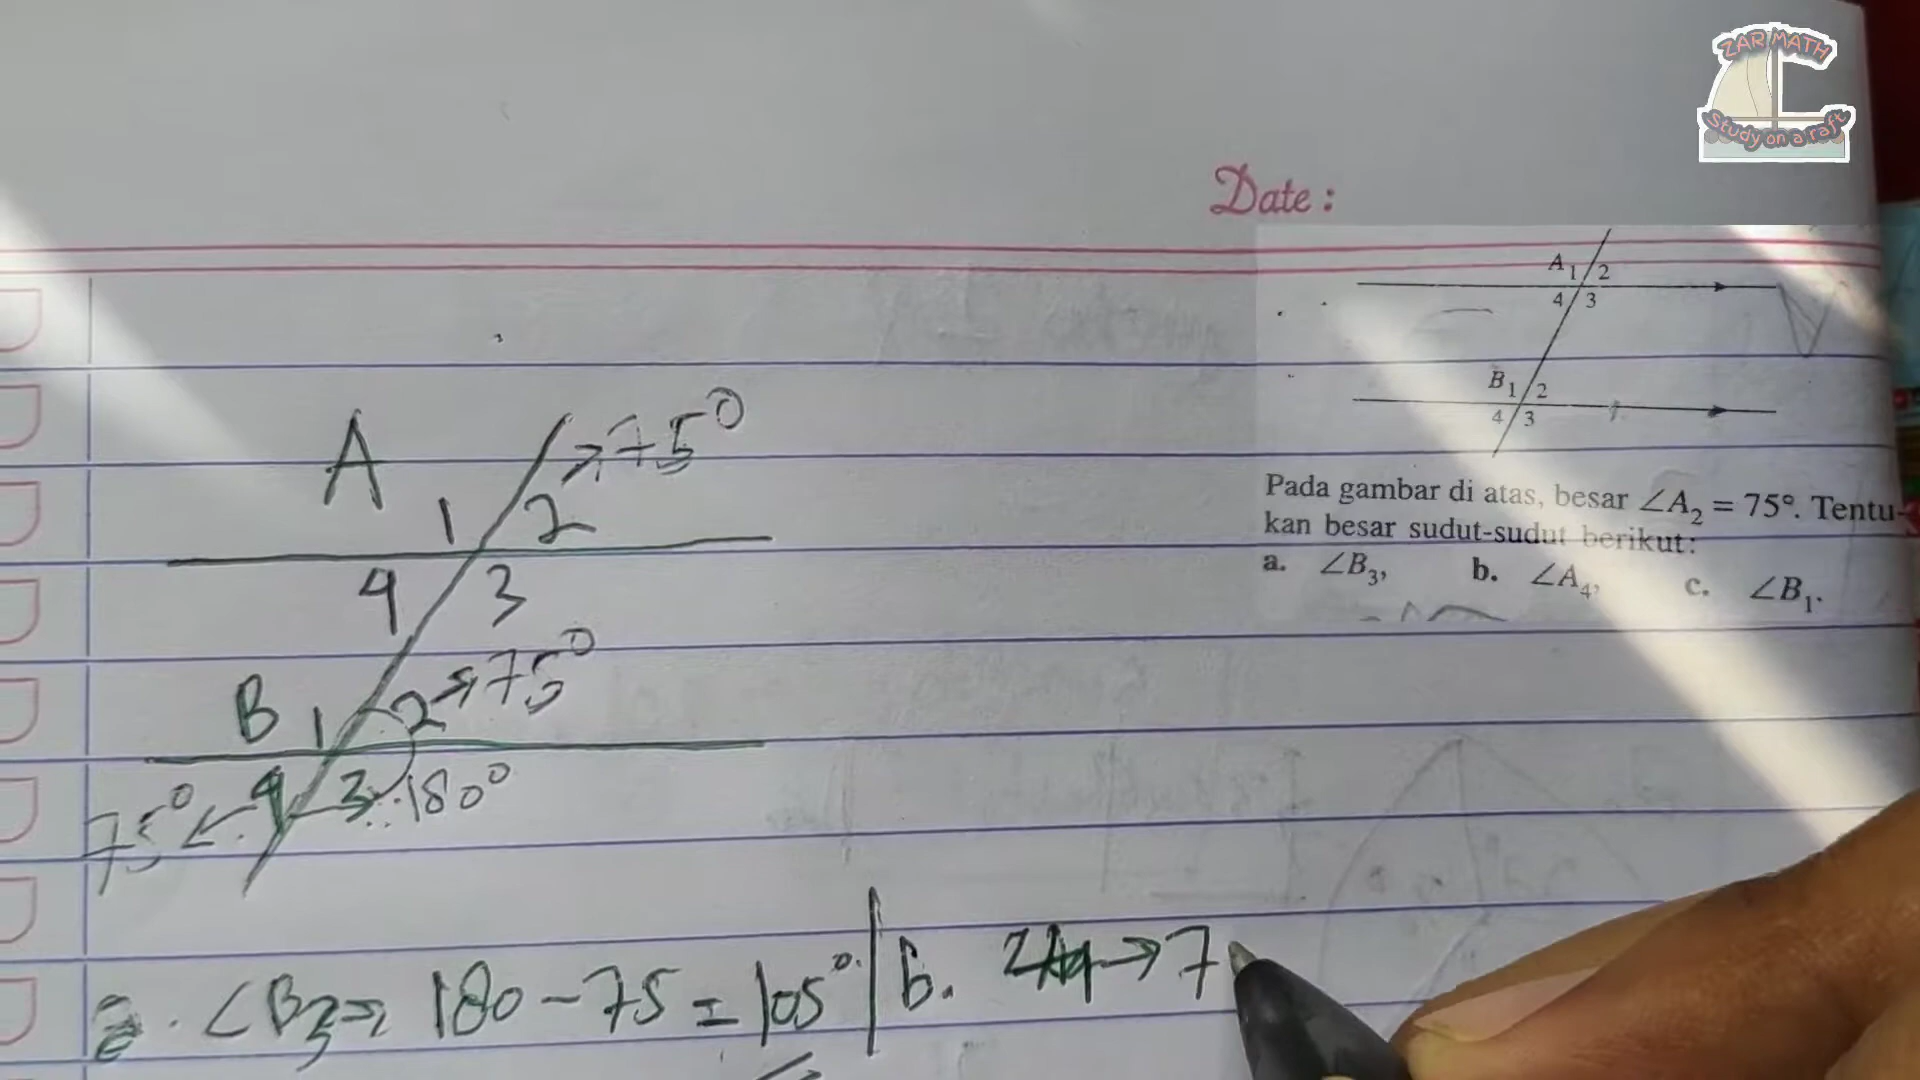 ZAR MATH
Study on a raft
Date :
A 1 2
4 3
B 1 2
4 3
Pada gambar di atas, besar ∠A₂ = 75°. Tentu-
kan besar sudut-sudut berikut:
a. ∠B₃, b. ∠A₄, c. ∠B₁.
A 1 2 → 75°
4 3
B 1 2 → 75°
75° ← 4 3 180°
a. ∠B₃ = 180 - 75 = 105°
b. ∠A4 → 7